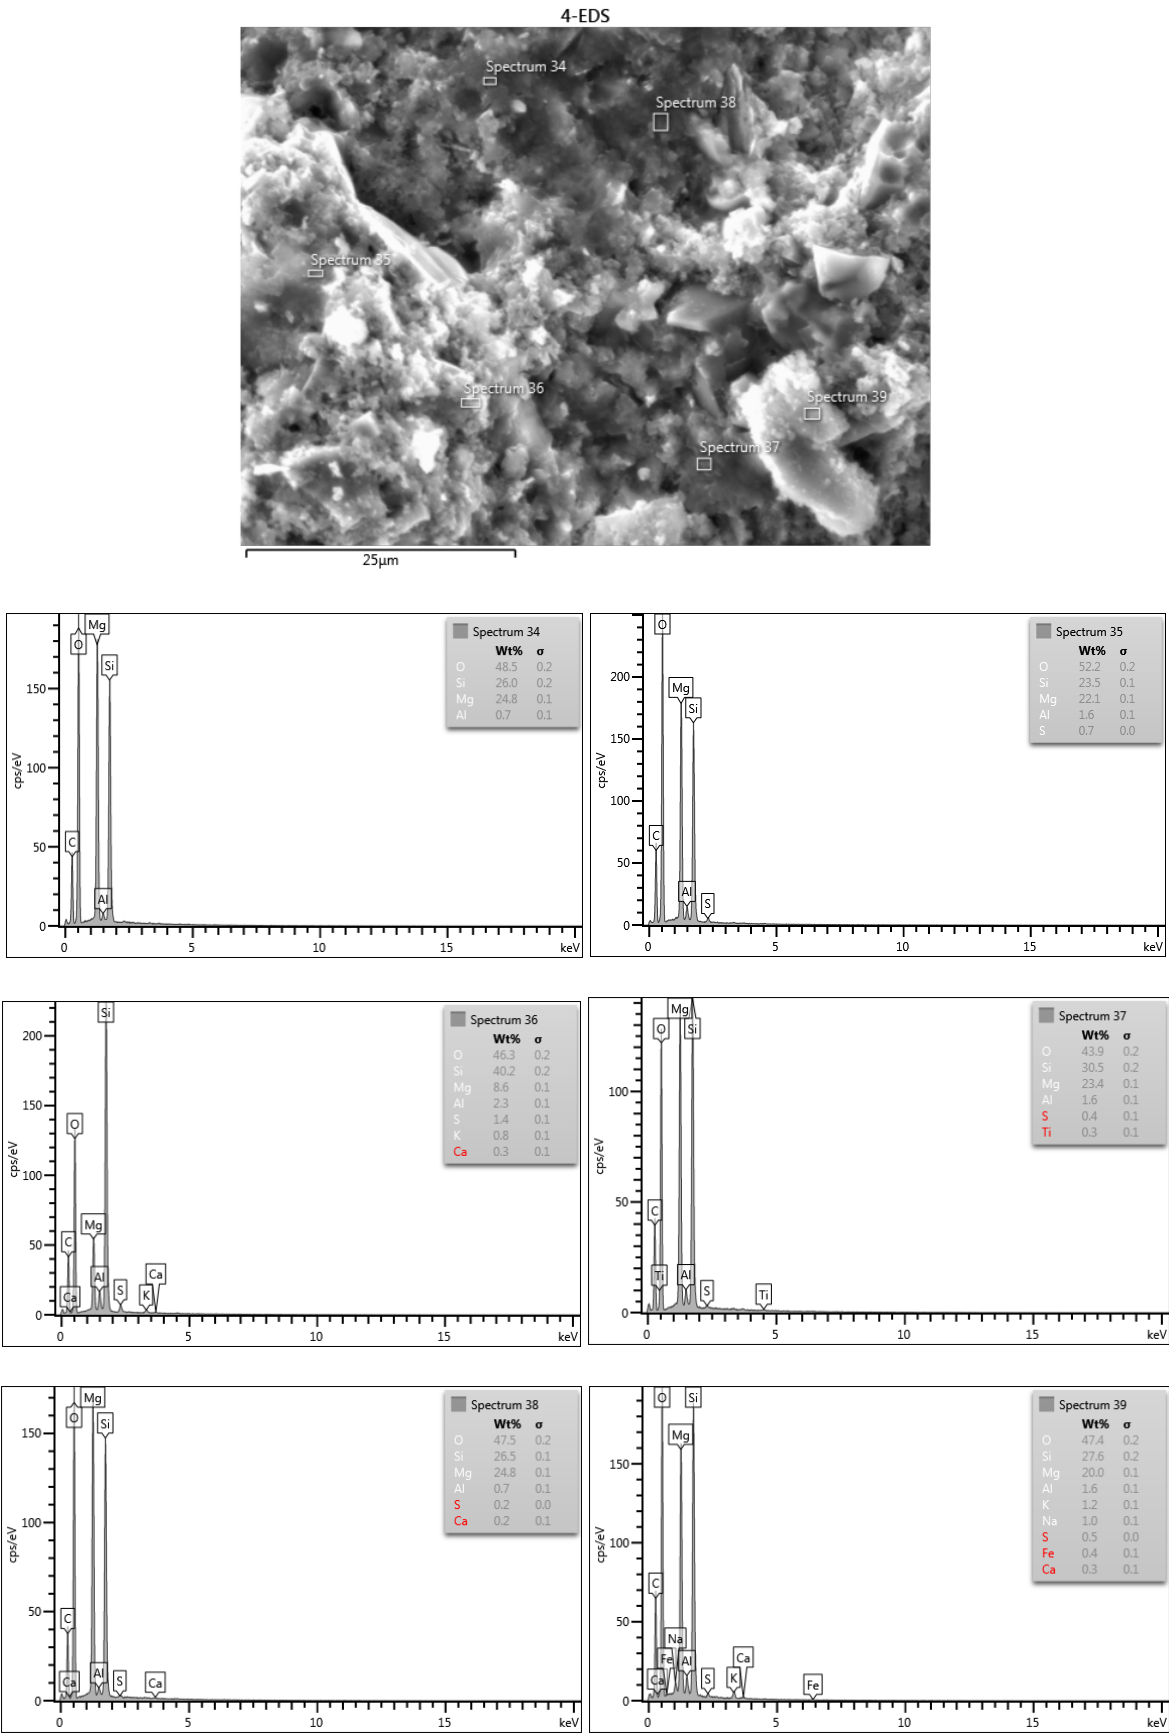 4-EDS
Spectrum 34
Spectrum 38
Spectrum 35
Spectrum 36
Spectrum 39
Spectrum 37
25µm
Spectrum 34
Wt% σ
O 48.5 0.2
Si 26.0 0.2
Mg 24.8 0.1
Al 0.7 0.1
cps/eV
150
100
50
0
Mg
O
Si
C
Al
0 5 10 15 keV
Spectrum 35
Wt% σ
O 52.2 0.2
Si 23.5 0.1
Mg 22.1 0.1
Al 1.6 0.1
S 0.7 0.0
cps/eV
200
150
100
50
0
O
Mg
Si
C
Al
S
0 5 10 15 keV
Spectrum 36
Wt% σ
O 46.3 0.2
Si 40.2 0.2
Mg 8.6 0.1
Al 2.3 0.1
S 1.4 0.1
K 0.8 0.1
Ca 0.3 0.1
cps/eV
200
150
100
50
0
Si
O
Mg
C
Al
Ca
S
K
Ca
0 5 10 15 keV
Spectrum 37
Wt% σ
O 43.9 0.2
Si 30.5 0.2
Mg 23.4 0.1
Al 1.6 0.1
S 0.4 0.1
Ti 0.3 0.1
cps/eV
100
50
0
Mg
O
Si
C
Ti
Al
S
Ti
0 5 10 15 keV
Spectrum 38
Wt% σ
O 47.5 0.2
Si 26.5 0.1
Mg 24.8 0.1
Al 0.7 0.1
S 0.2 0.0
Ca 0.2 0.1
cps/eV
150
100
50
0
Mg
O
Si
C
Al
Ca
S
Ca
0 5 10 15 keV
Spectrum 39
Wt% σ
O 47.4 0.2
Si 27.6 0.2
Mg 20.0 0.1
Al 1.6 0.1
K 1.2 0.1
Na 1.0 0.1
S 0.5 0.0
Fe 0.4 0.1
Ca 0.3 0.1
cps/eV
150
100
50
0
O
Si
Mg
C
Na
Fe
Al
Ca
S
K
Ca
Fe
0 5 10 15 keV